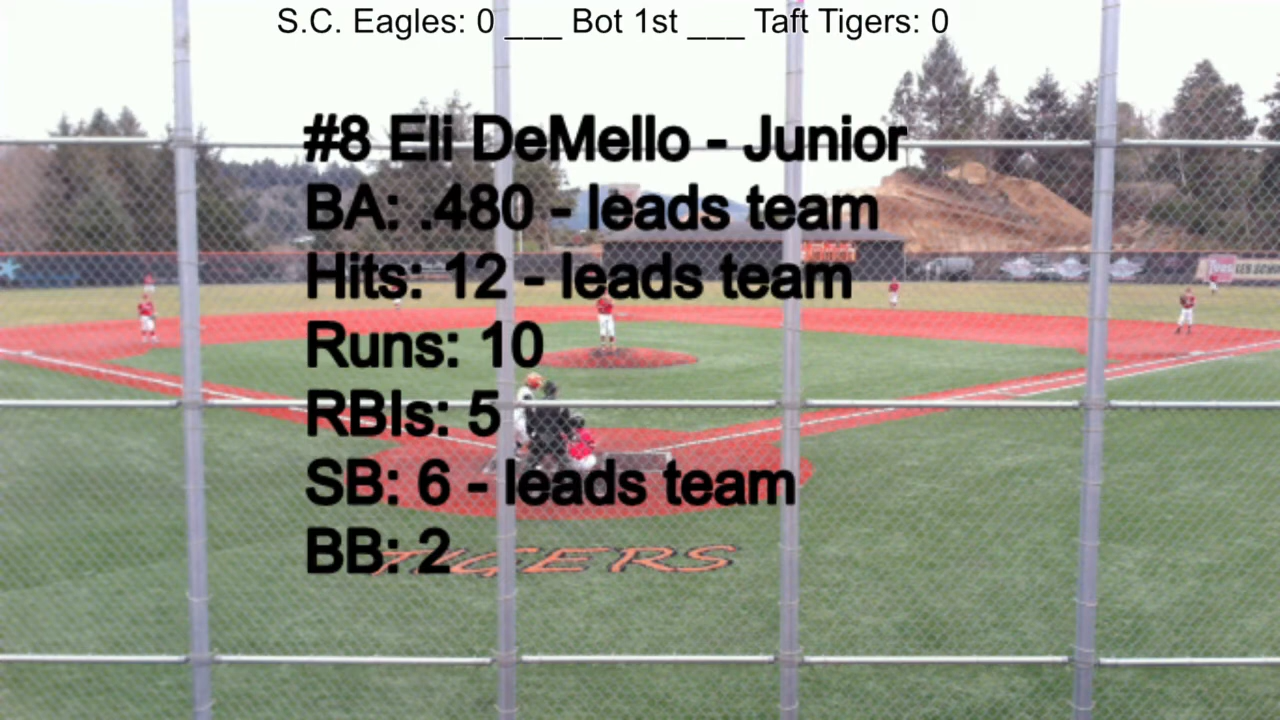 S.C. Eagles: 0 ___ Bot 1st ___ Taft Tigers: 0
#8 Eli DeMello - Junior
BA: .480 - leads team
Hits: 12 - leads team
Runs: 10
RBIs: 5
SB: 6 - leads team
BB: 2
TIGERS